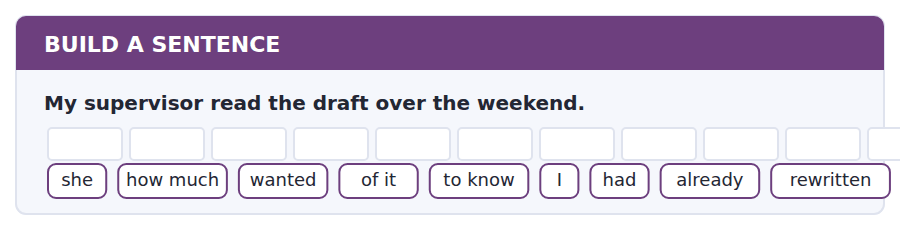 BUILD A SENTENCE
My supervisor read the draft over the weekend.
she how much wanted of it to know I had already rewritten